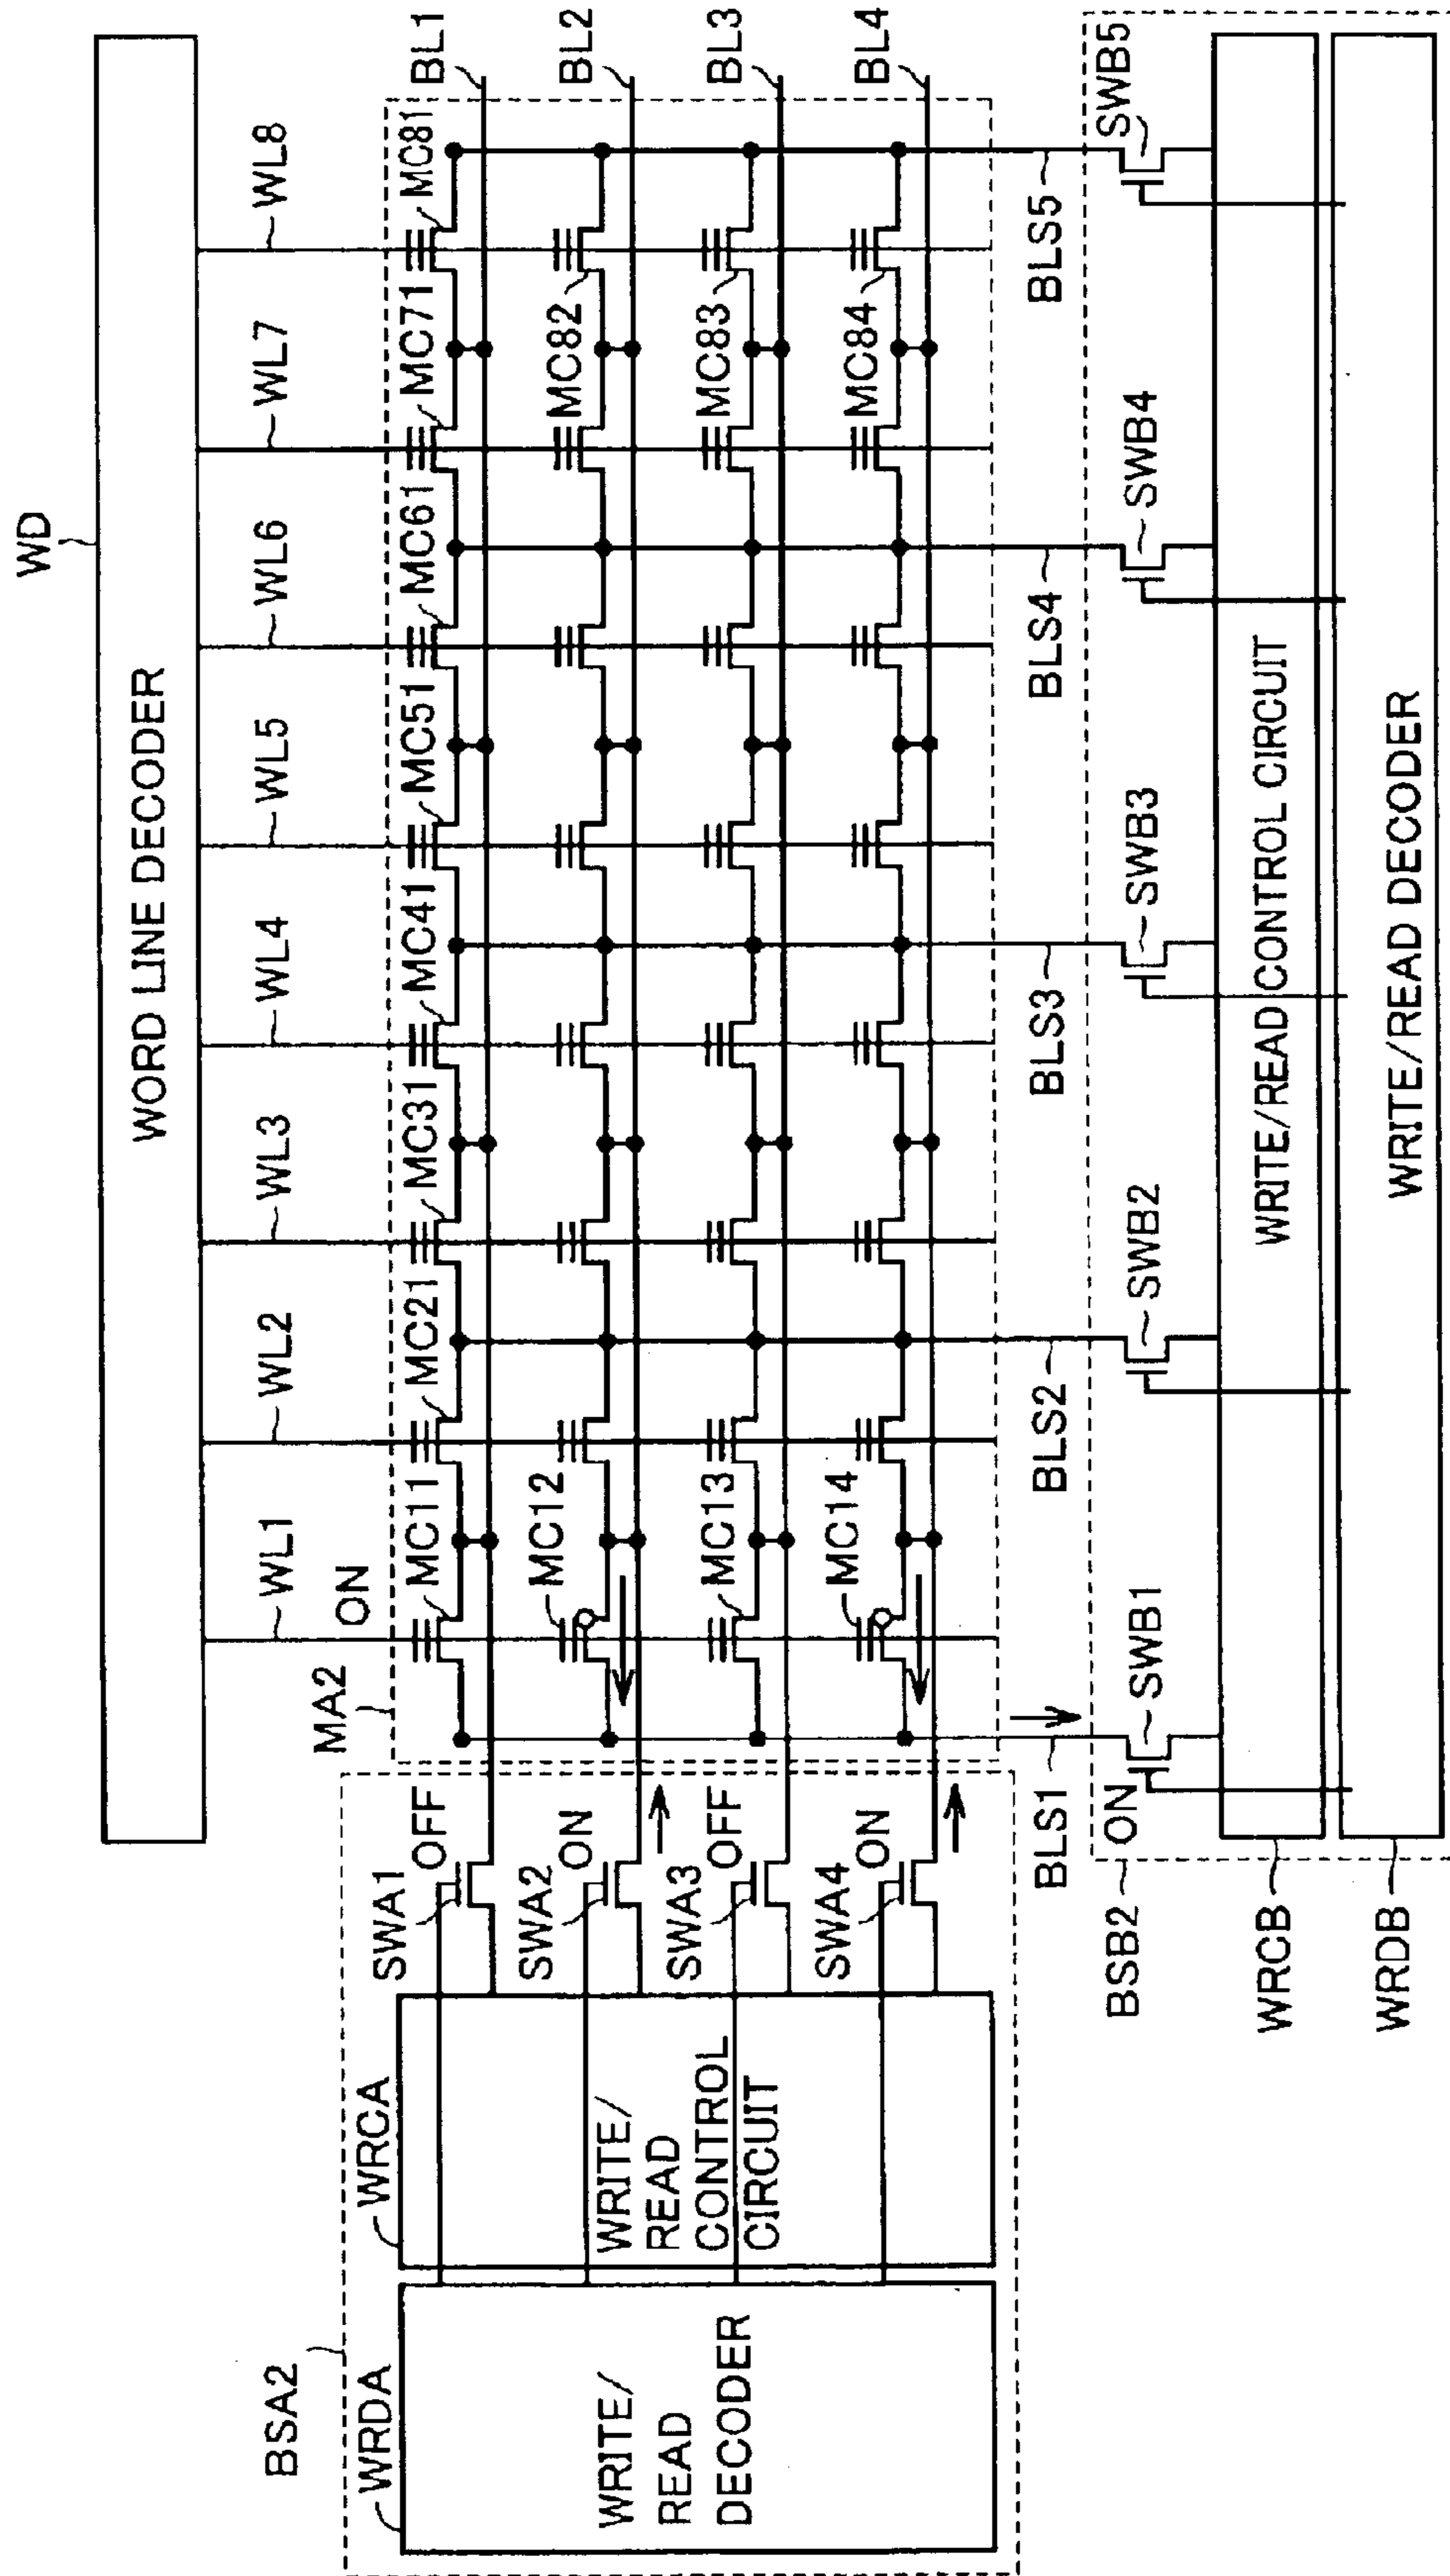 WD
WORD LINE DECODER
WL1
WL2
WL3
WL4
WL5
WL6
WL7
WL8
ON
MA2
MC11
MC21
MC31
MC41
MC51
MC61
MC71
MC81
BL1
MC12
MC82
BL2
MC13
MC83
BL3
MC14
MC84
BL4
BSA2
WRDA
WRCA
WRITE/
READ
DECODER
WRITE/
READ
CONTROL
CIRCUIT
SWA1
OFF
SWA2
ON
SWA3
OFF
SWA4
ON
BLS1
BLS2
BLS3
BLS4
BLS5
BSB2
ON
SWB1
SWB2
SWB3
SWB4
SWB5
WRCB
WRITE/READ CONTROL CIRCUIT
WRDB
WRITE/READ DECODER